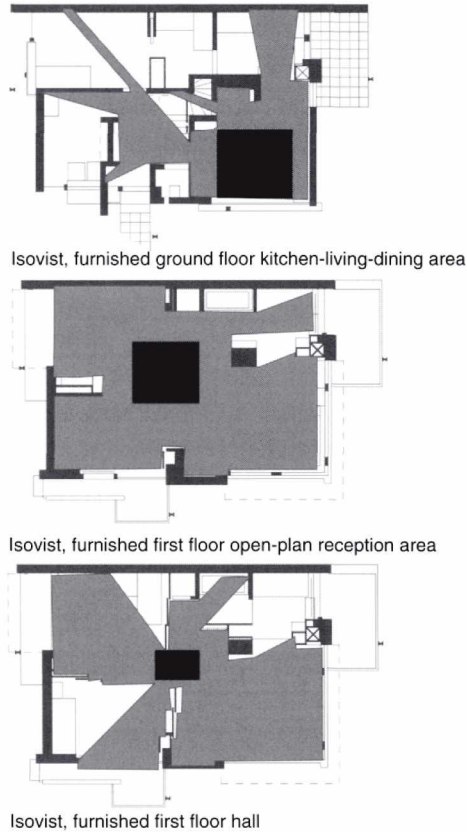 Isovist, furnished ground floor kitchen-living-dining area
Isovist, furnished first floor open-plan reception area
Isovist, furnished first floor hall